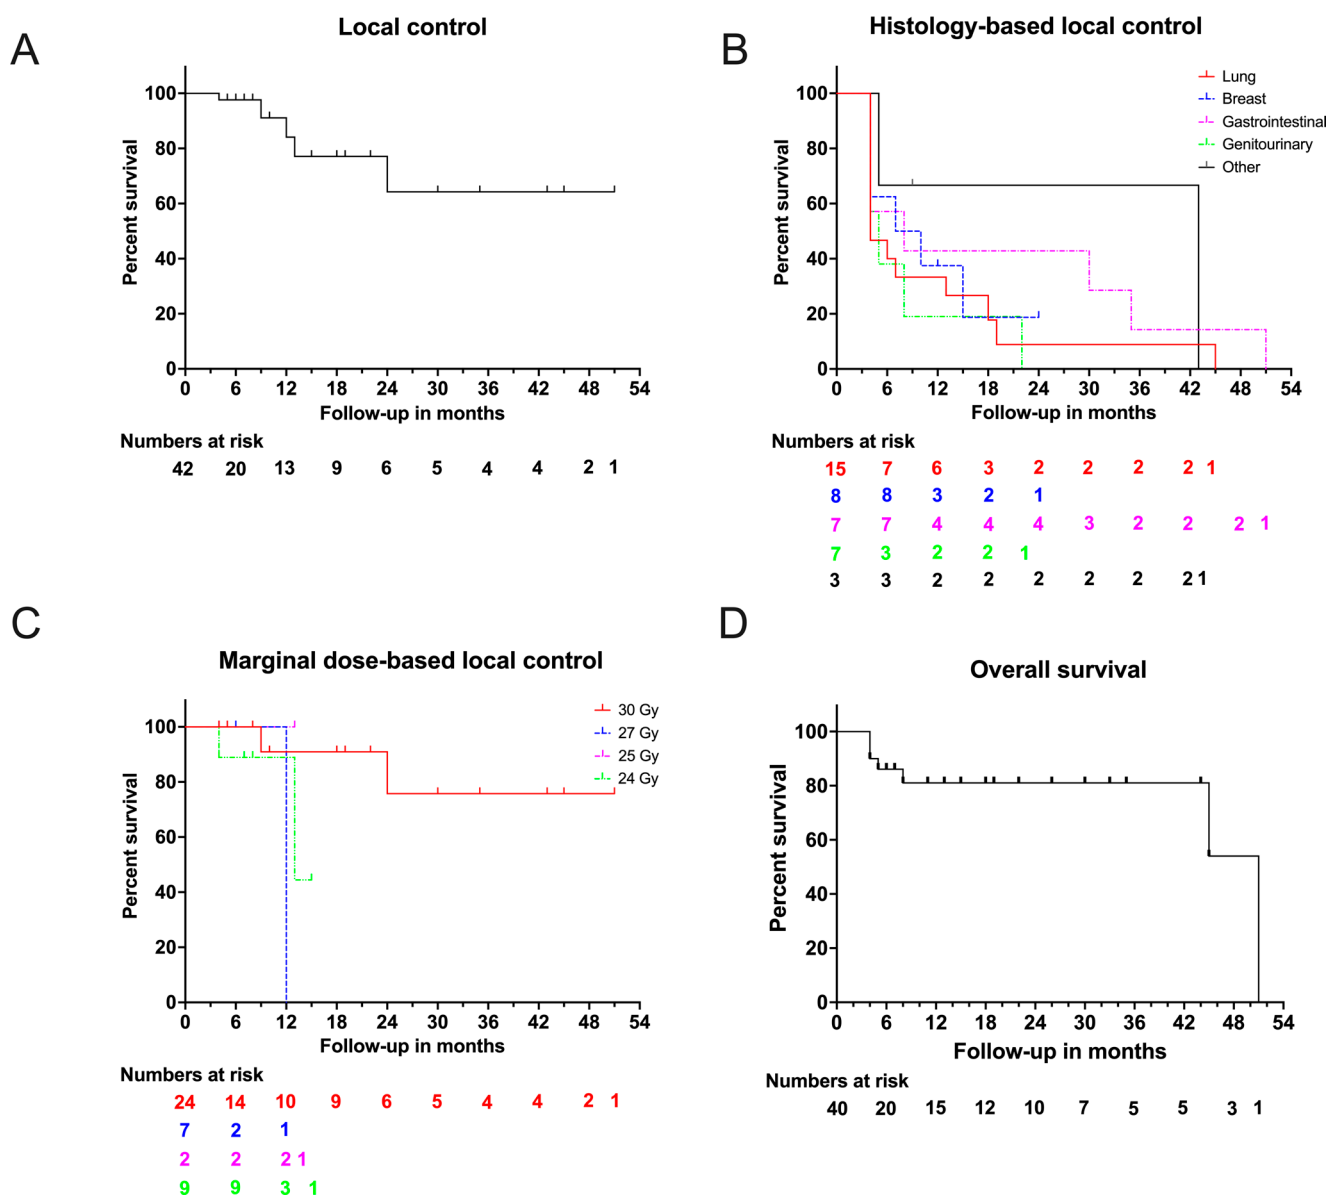 A
Local control
Percent survival
100
80
60
40
20
0
0 6 12 18 24 30 36 42 48 54
Follow-up in months
Numbers at risk
42 20 13 9 6 5 4 4 2 1
B
Histology-based local control
Lung
Breast
Gastrointestinal
Genitourinary
Other
Percent survival
100
80
60
40
20
0
0 6 12 18 24 30 36 42 48 54
Follow-up in months
Numbers at risk
15 7 6 3 2 2 2 2 1
8 8 3 2 1
7 7 4 4 4 3 2 2 2 1
7 3 2 2 1
3 3 2 2 2 2 2 2 1
C
Marginal dose-based local control
30 Gy
27 Gy
25 Gy
24 Gy
Percent survival
100
80
60
40
20
0
0 6 12 18 24 30 36 42 48 54
Follow-up in months
Numbers at risk
24 14 10 9 6 5 4 4 2 1
7 2 1
2 2 2 1
9 9 3 1
D
Overall survival
Percent survival
100
80
60
40
20
0
0 6 12 18 24 30 36 42 48 54
Follow-up in months
Numbers at risk
40 20 15 12 10 7 5 5 3 1